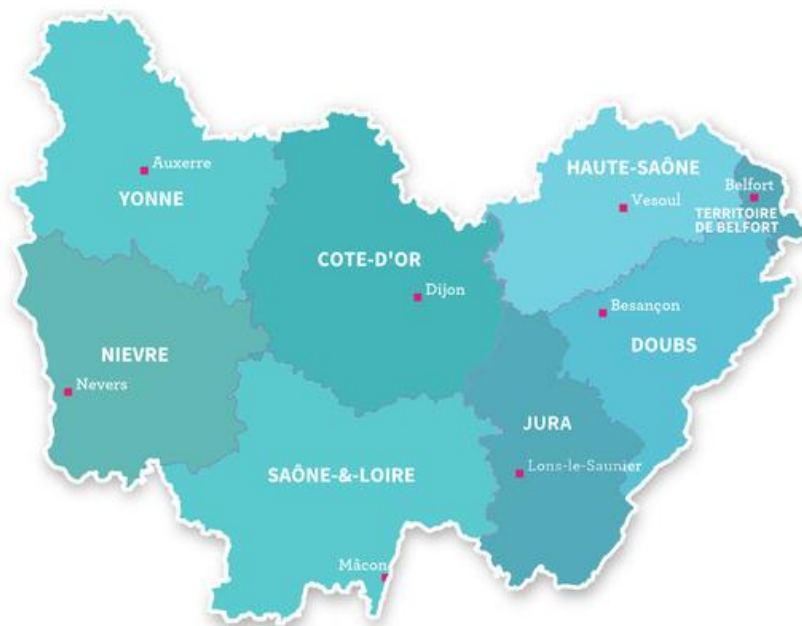 Auxerre
YONNE
HAUTE-SAÔNE
Vesoul
Belfort
TERRITOIRE
DE BELFORT
COTE-D'OR
Dijon
Besançon
DOUBS
NIEVRE
Nevers
JURA
Lons-le-Saunier
SAÔNE-&-LOIRE
Mâcon